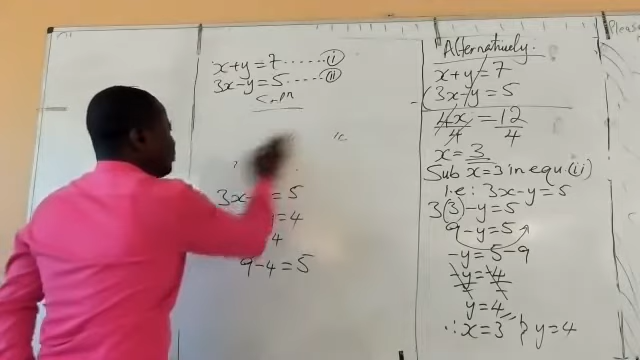 x+y=7......(i)
3x-y=5......(ii)
Soln
3x- =5
=4
4
9-4=5
Alternatively.
x+y=7
3x-y=5
4x/4=12/4
x=3
Sub x=3 in equ.(ii)
i.e: 3x-y=5
3(3)-y=5
9-y=5
-y=5-9
-y=-4
y=4
∴x=3 & y=4
Please